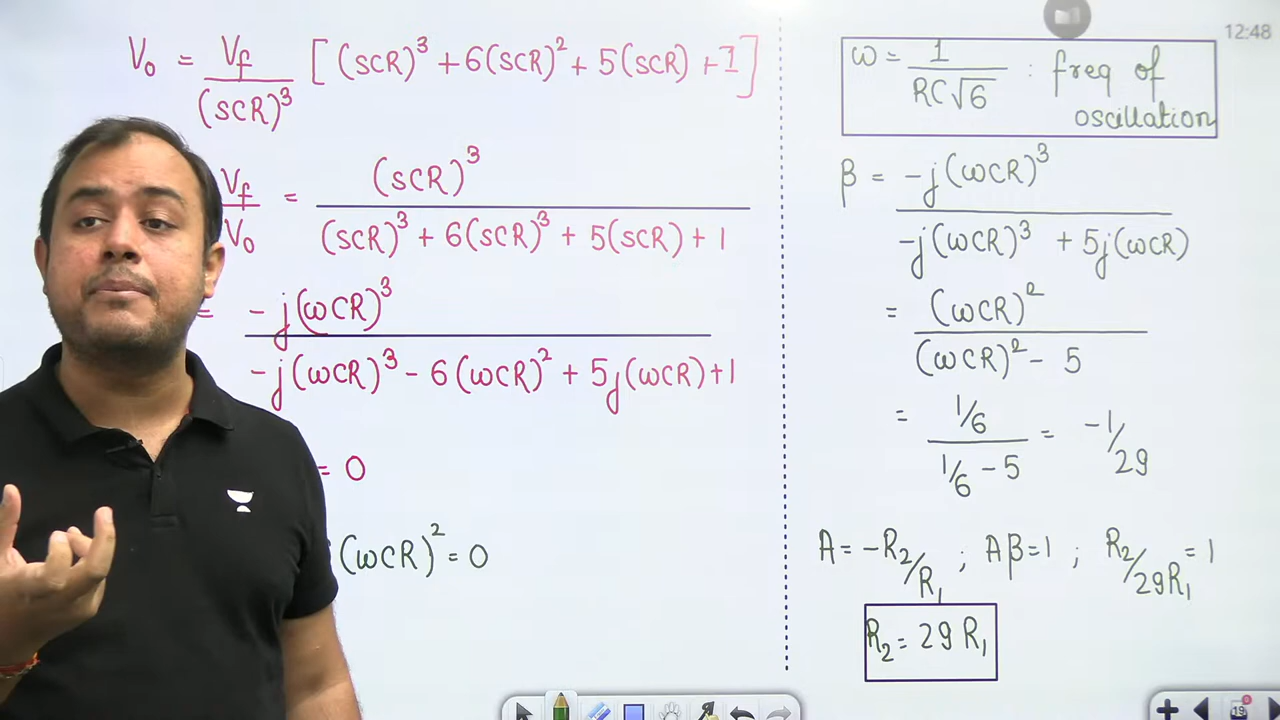 V₀ = Vf/(SCR)³ [(SCR)³ + 6(SCR)² + 5(SCR) + 1]
Vf/V₀ = (SCR)³/((SCR)³ + 6(SCR)³ + 5(SCR) + 1)
= -j(ωCR)³/(-j(ωCR)³ - 6(ωCR)² + 5j(ωCR) + 1)
= 0
(ωCR)² = 0
12:48
ω = 1/(RC√6) : freq of
oscillation
β = -j(ωCR)³/(-j(ωCR)³ + 5j(ωCR))
= (ωCR)²/((ωCR)² - 5)
= (1/6)/(1/6 - 5) = -1/29
A = -R₂/R₁ ; Aβ = 1 ; R₂/29R₁ = 1
R₂ = 29 R₁
19